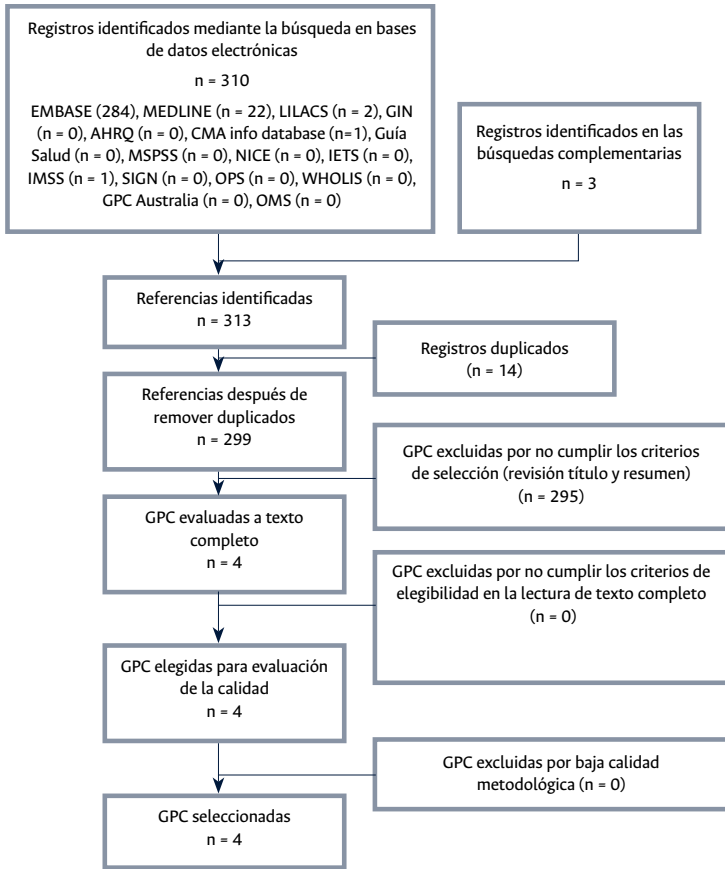 Registros identificados mediante la búsqueda en bases
de datos electrónicas
n = 310
EMBASE (284), MEDLINE (n = 22), LILACS (n = 2), GIN
(n = 0), AHRQ (n = 0), CMA info database (n=1), Guía
Salud (n = 0), MSPSS (n = 0), NICE (n = 0), IETS (n = 0),
IMSS (n = 1), SIGN (n = 0), OPS (n = 0), WHOLIS (n = 0),
GPC Australia (n = 0), OMS (n = 0)
Registros identificados en las
búsquedas complementarias
n = 3
Referencias identificadas
n = 313
Registros duplicados
(n = 14)
Referencias después de
remover duplicados
n = 299
GPC excluidas por no cumplir los criterios
de selección (revisión título y resumen)
(n = 295)
GPC evaluadas a texto
completo
n = 4
GPC excluidas por no cumplir los criterios de
elegibilidad en la lectura de texto completo
(n = 0)
GPC elegidas para evaluación
de la calidad
n = 4
GPC excluidas por baja calidad
metodológica (n = 0)
GPC seleccionadas
n = 4